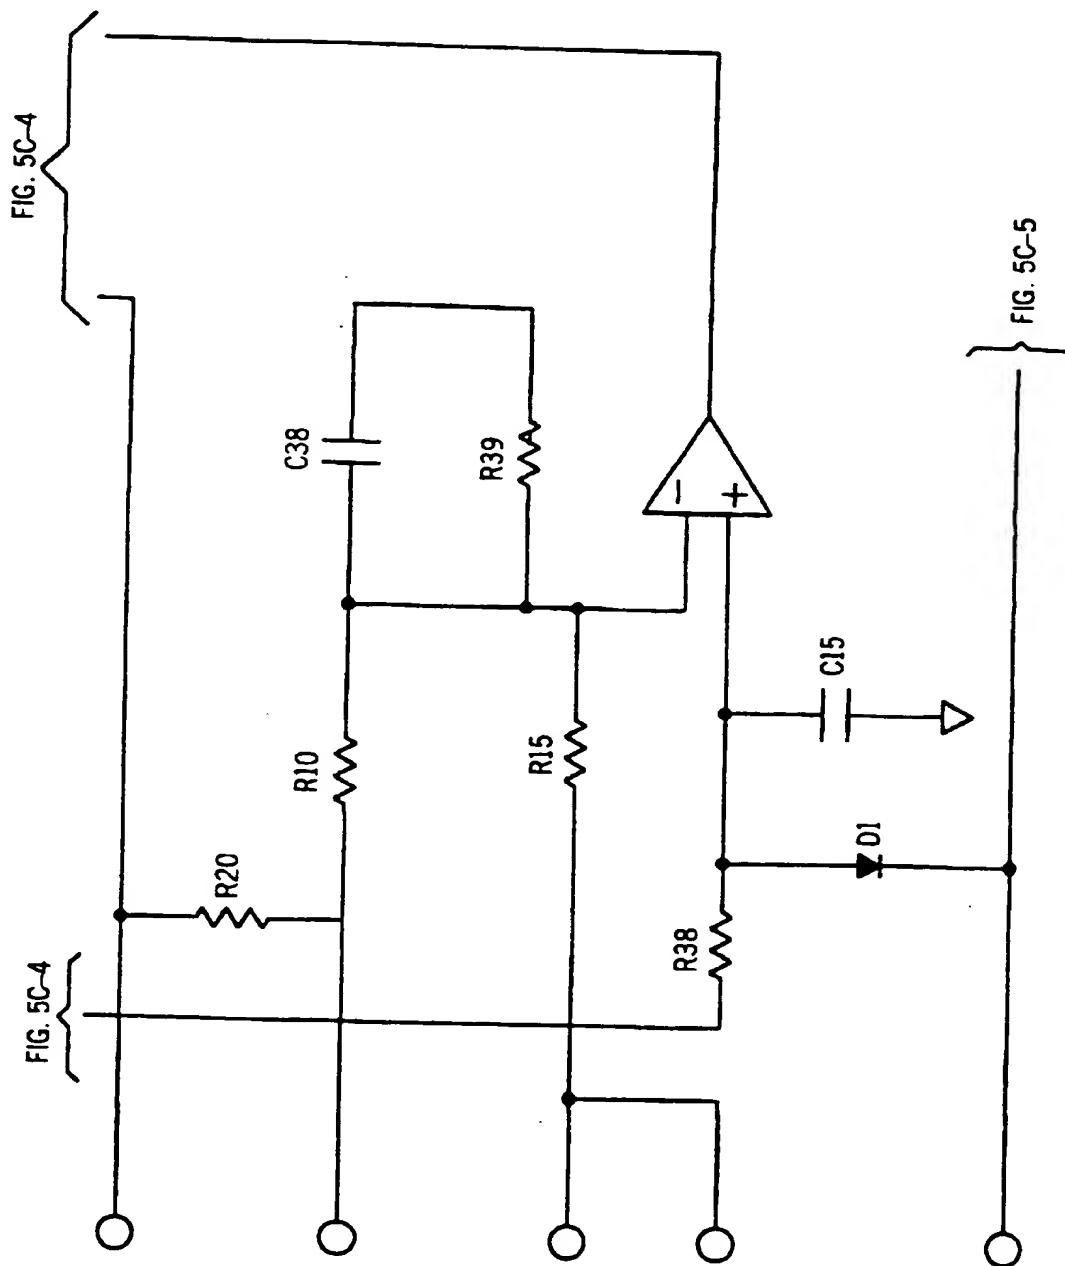 FIG. 5C-4
C38
R39
FIG. 5C-5
−
+
R10
R15
C15
R20
D1
FIG. 5C-4
R38